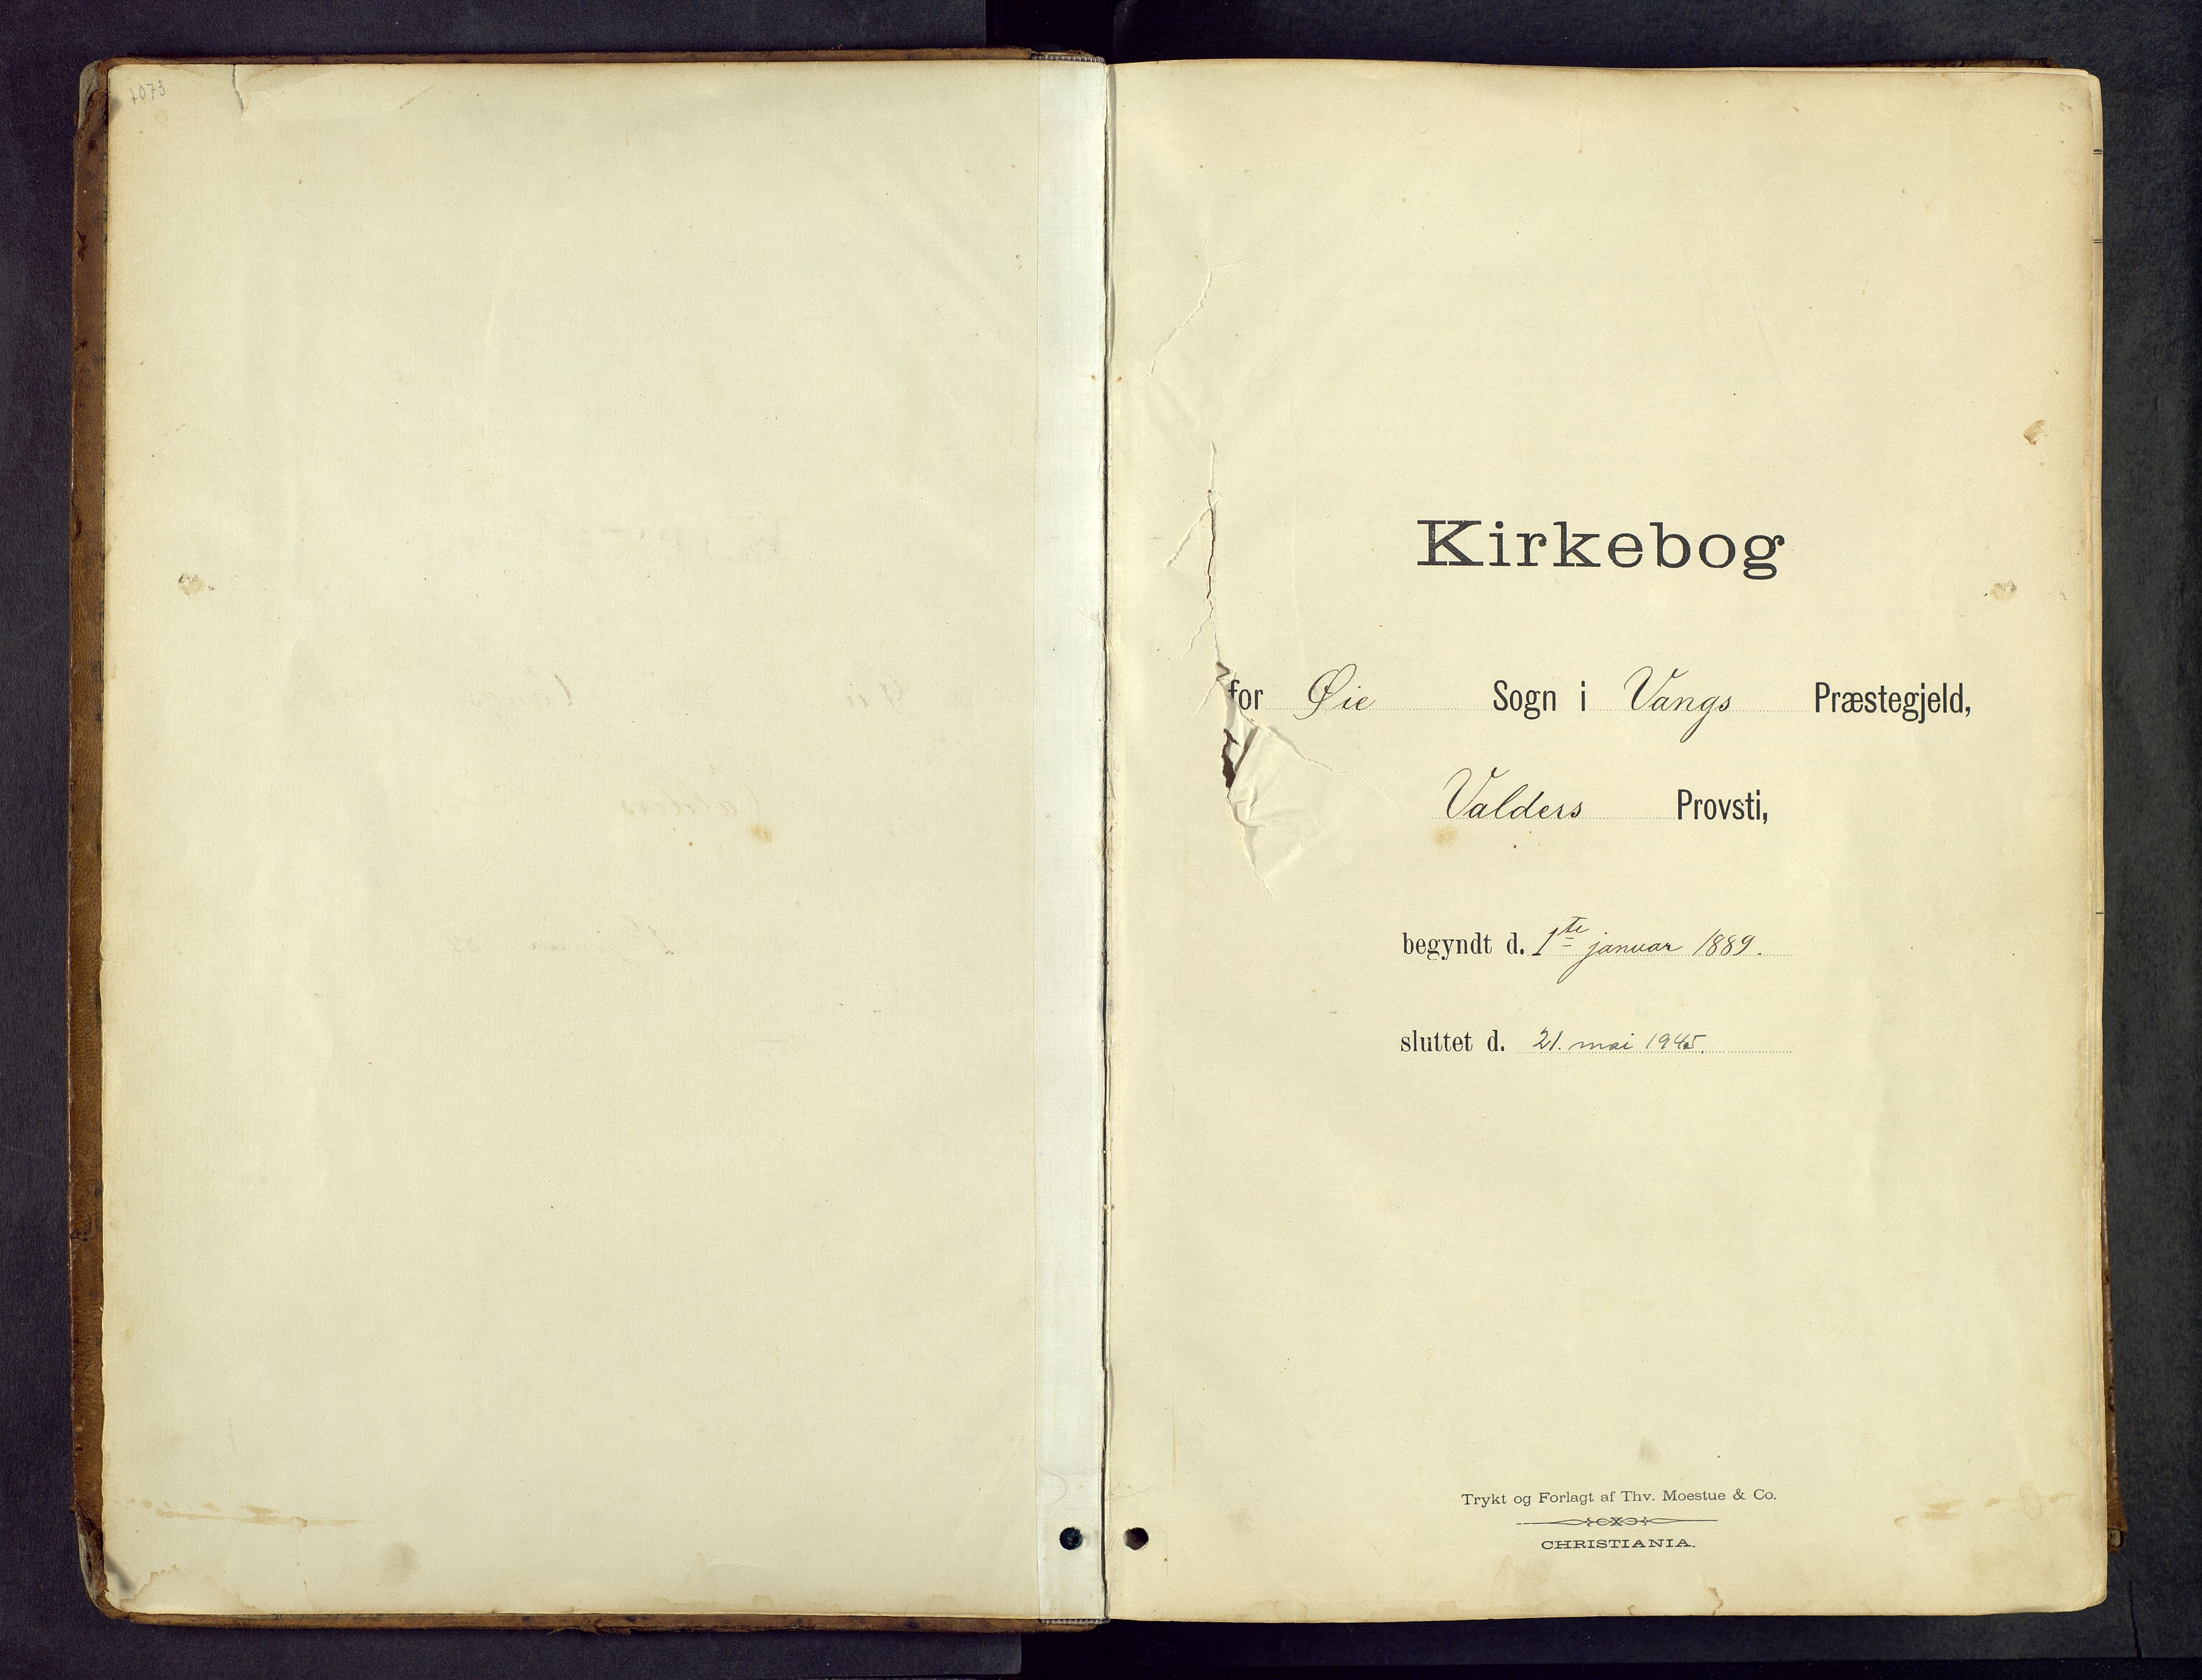 Kirkebog
for Øie Sogn i Vangs Præstegjeld,
Valders Provsti,
begyndt d. 1ste januar 1889.
sluttet d. 21. mai 1945.
Trykt og Forlagt af Thv. Moestue & Co.
CHRISTIANIA.